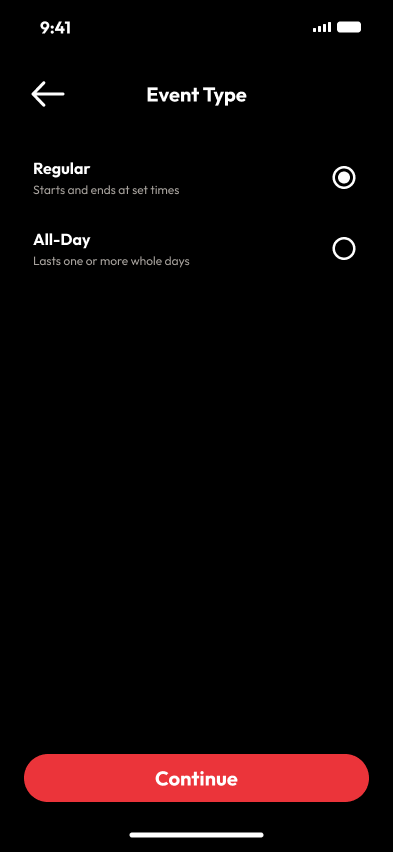 9:41
Event Type
Regular
Starts and ends at set times
All-Day
Lasts one or more whole days
Continue